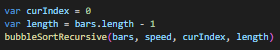 var curIndex = 0
var length = bars.length - 1
bubbleSortRecursive(bars, speed, curIndex, length)